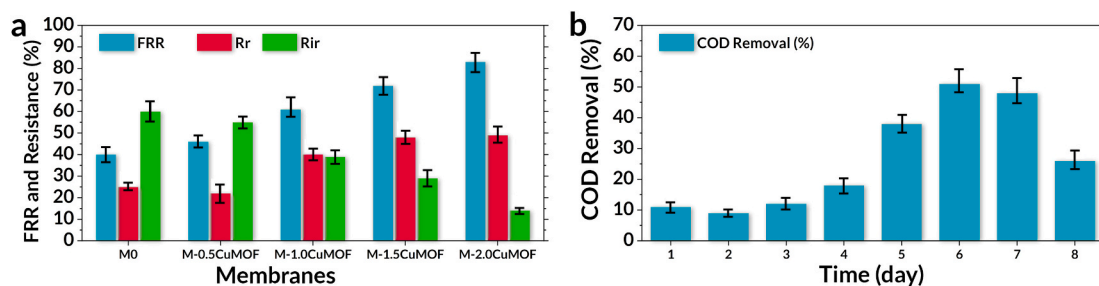 a
FRR and Resistance (%)
100
90
80
70
60
50
40
30
20
10
0
FRR Rr Rir
M0 M-0.5CuMOF M-1.0CuMOF M-1.5CuMOF M-2.0CuMOF
Membranes
b
COD Removal (%)
70
60
50
40
30
20
10
0
COD Removal (%)
1 2 3 4 5 6 7 8
Time (day)